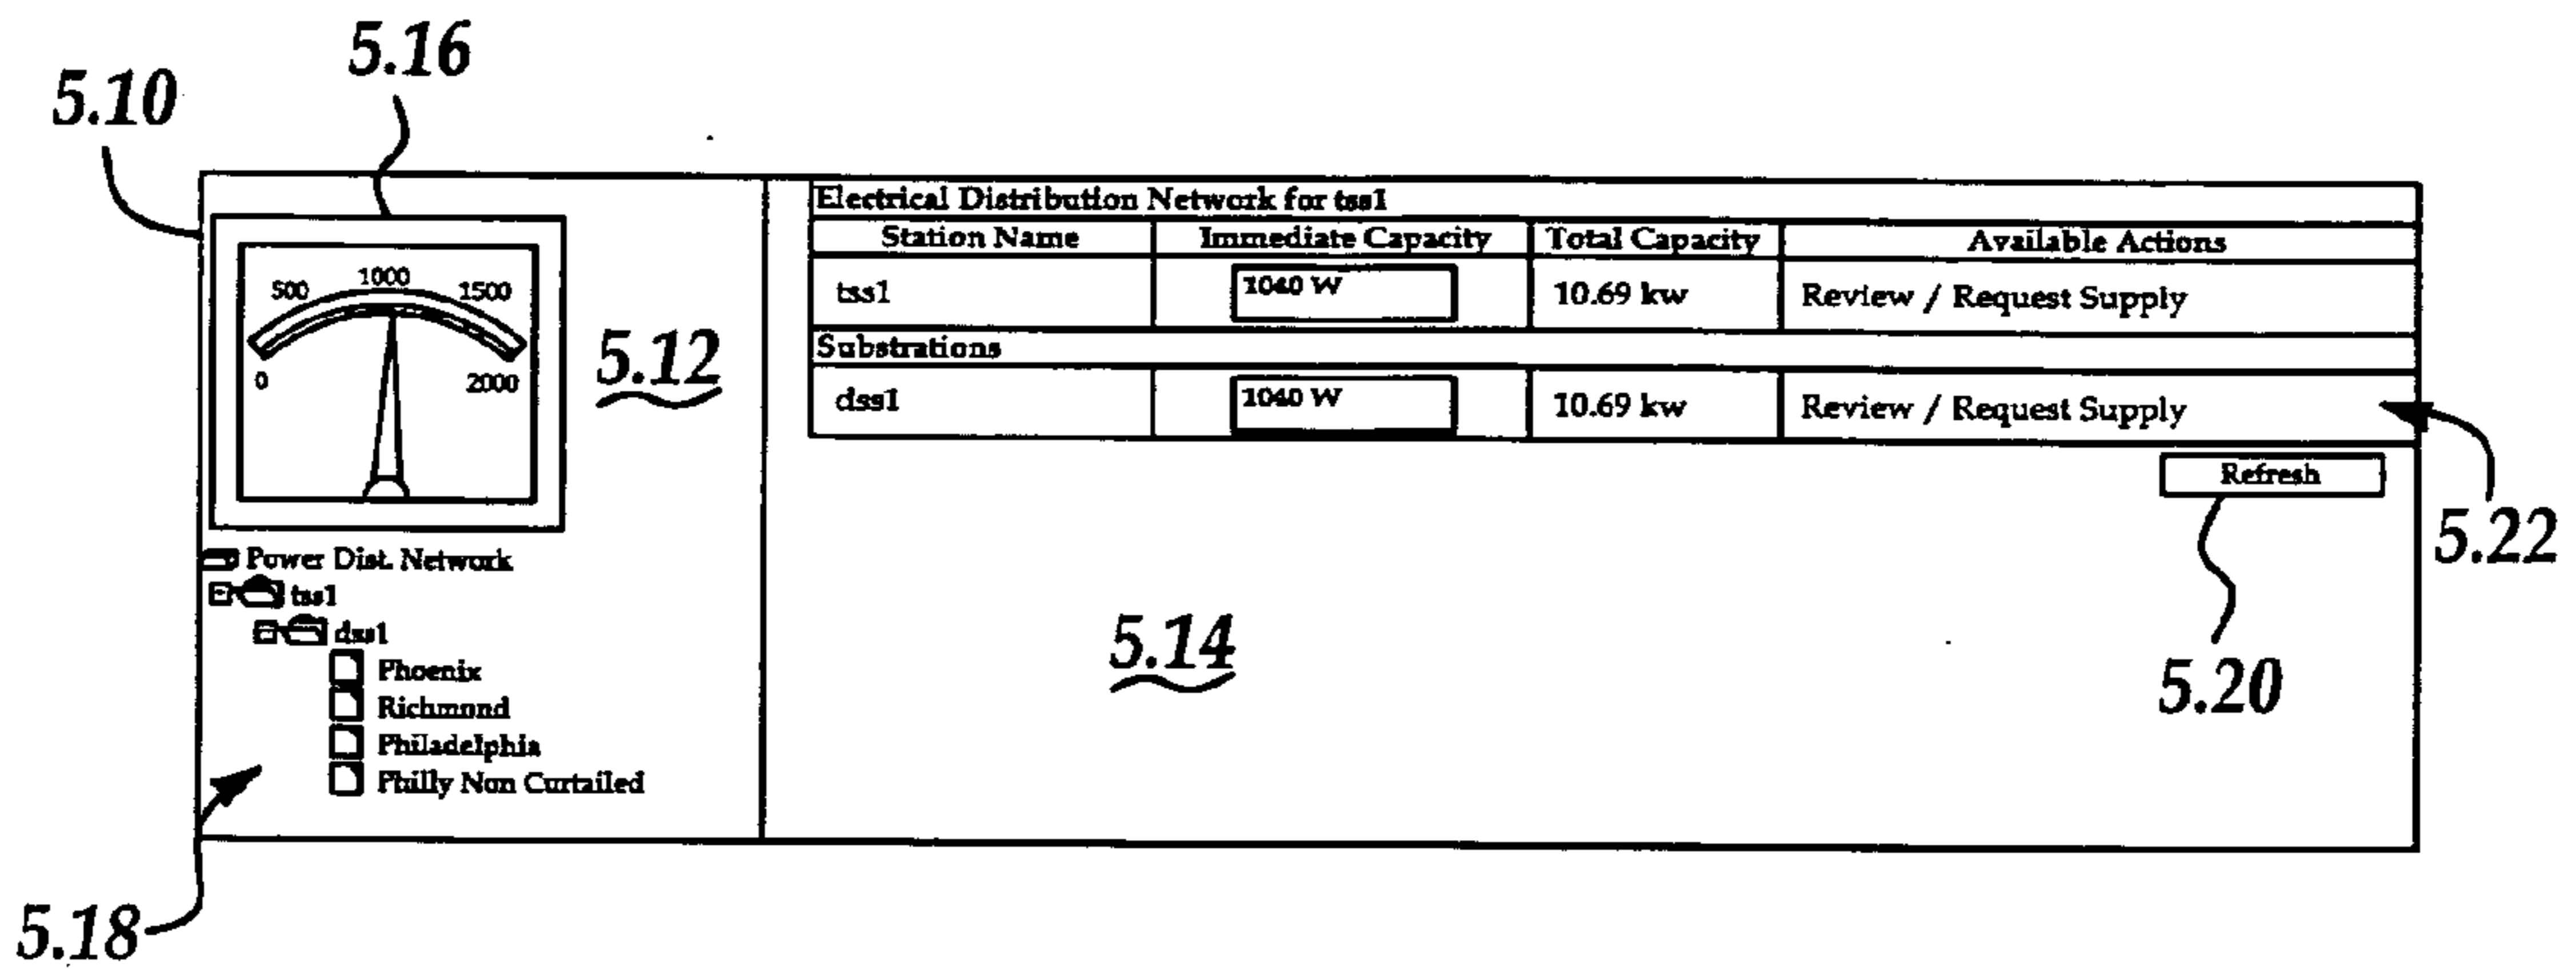 5.16
5.10
Electrical Distribution Network for tss1
Station Name Immediate Capacity Total Capacity Available Actions
tss1 1040 W 10.69 kw Review / Request Supply
Substrations
dss1 1040 W 10.69 kw Review / Request Supply
Refresh
500 1000 1500
0 2000
5.12
Power Dist. Network
tss1
dss1
Phoenix
Richmond
Philadelphia
Philly Non Curtailed
5.14
5.22
5.20
5.18